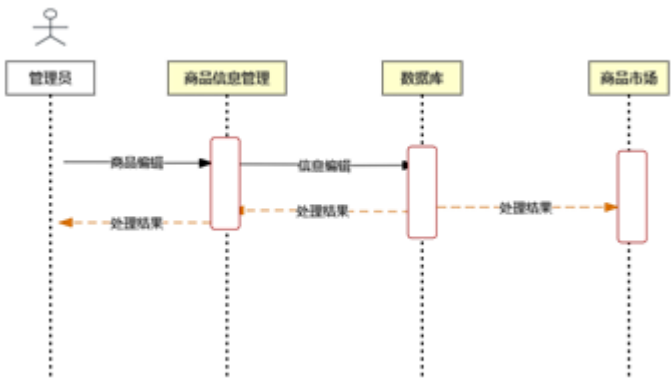 管理员
商品信息管理
数据库
商品市场
商品编辑
信息编辑
处理结果
处理结果
处理结果